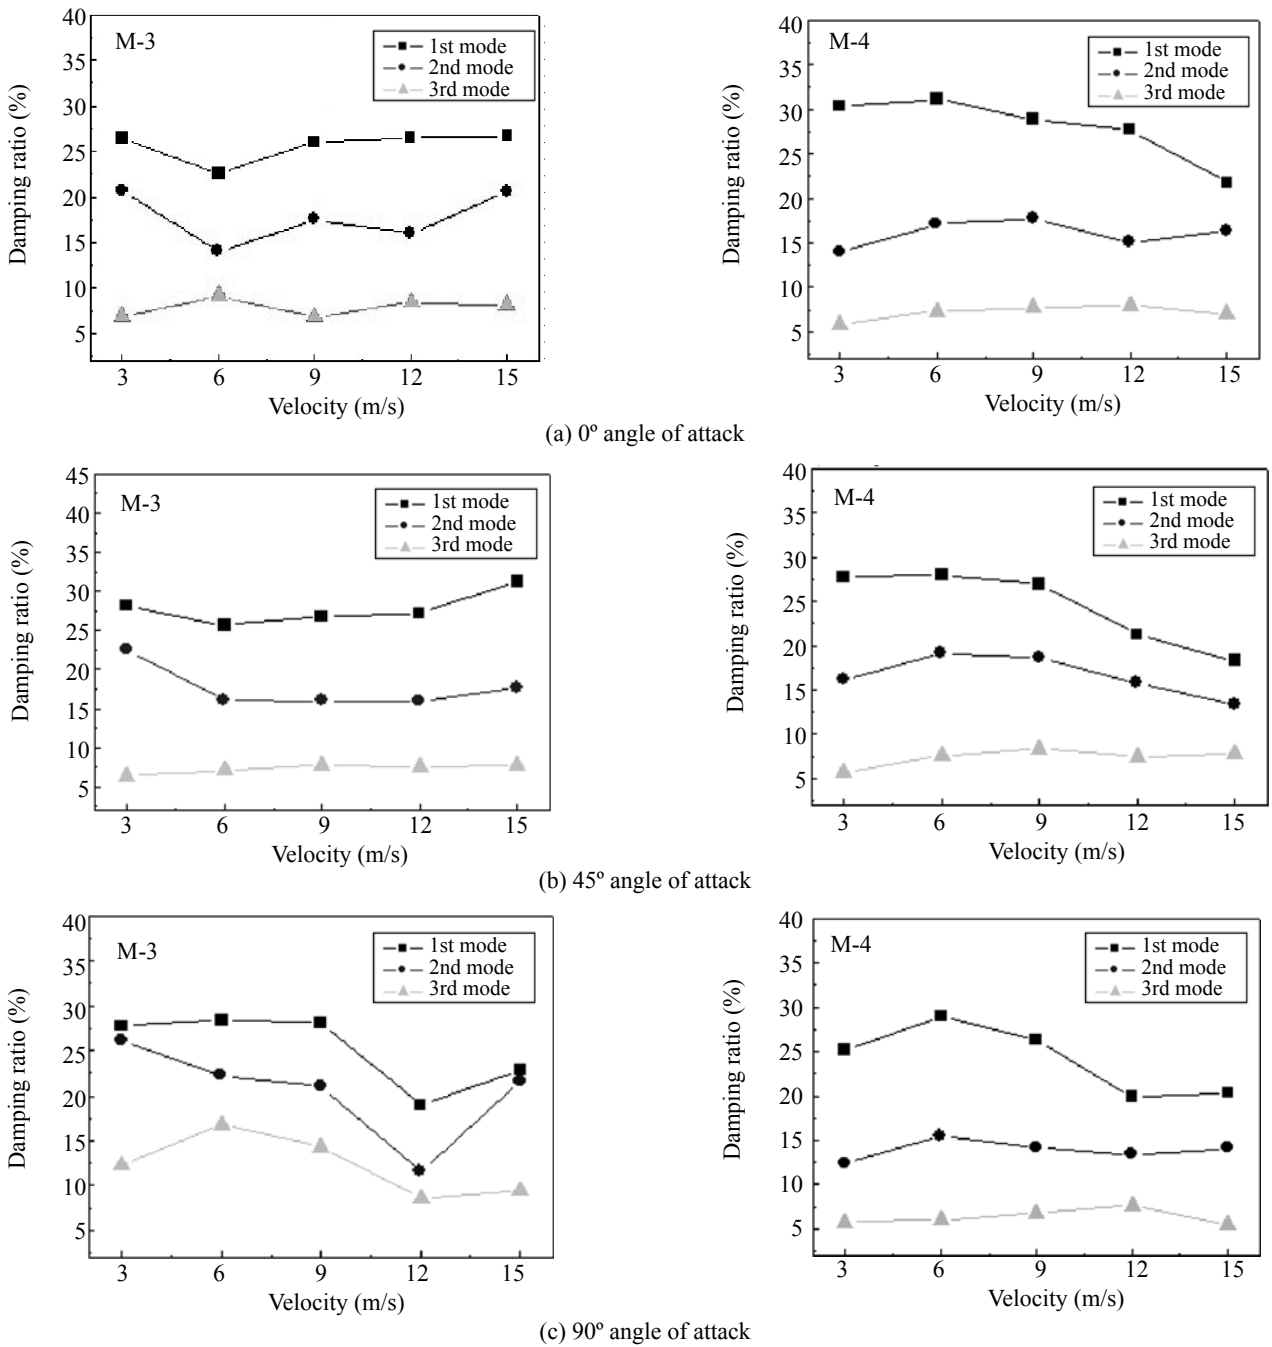 40
35
30
25
20
15
10
5
Damping ratio (%)
M-3
1st mode
2nd mode
3rd mode
3 6 9 12 15
Velocity (m/s)
40
35
30
25
20
15
10
5
Damping ratio (%)
M-4
1st mode
2nd mode
3rd mode
3 6 9 12 15
Velocity (m/s)
(a) 0º angle of attack
45
40
35
30
25
20
15
10
5
Damping ratio (%)
M-3
1st mode
2nd mode
3rd mode
3 6 9 12 15
Velocity (m/s)
40
35
30
25
20
15
10
5
Damping ratio (%)
M-4
1st mode
2nd mode
3rd mode
3 6 9 12 15
Velocity (m/s)
(b) 45º angle of attack
40
35
30
25
20
15
10
5
Damping ratio (%)
M-3
1st mode
2nd mode
3rd mode
3 6 9 12 15
Velocity (m/s)
40
35
30
25
20
15
10
5
Damping ratio (%)
M-4
1st mode
2nd mode
3rd mode
3 6 9 12 15
Velocity (m/s)
(c) 90º angle of attack